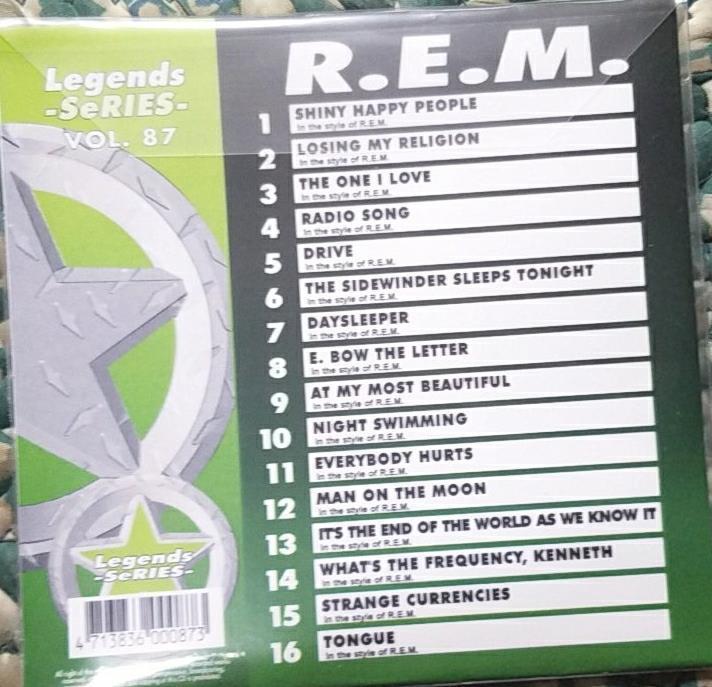 Legends
-SeRIES-
VOL. 87
R.E.M.
1 SHINY HAPPY PEOPLE
In the style of R.E.M.
2 LOSING MY RELIGION
In the style of R.E.M.
3 THE ONE I LOVE
In the style of R.E.M.
4 RADIO SONG
In the style of R.E.M.
5 DRIVE
In the style of R.E.M.
6 THE SIDEWINDER SLEEPS TONIGHT
In the style of R.E.M.
7 DAYSLEEPER
In the style of R.E.M.
8 E. BOW THE LETTER
In the style of R.E.M.
9 AT MY MOST BEAUTIFUL
In the style of R.E.M.
10 NIGHT SWIMMING
In the style of R.E.M.
11 EVERYBODY HURTS
In the style of R.E.M.
12 MAN ON THE MOON
In the style of R.E.M.
13 ITS THE END OF THE WORLD AS WE KNOW IT
In the style of R.E.M.
14 WHAT'S THE FREQUENCY, KENNETH
In the style of R.E.M.
15 STRANGE CURRENCIES
In the style of R.E.M.
16 TONGUE
In the style of R.E.M.
Legends
-SeRIES-
4 713836 000873